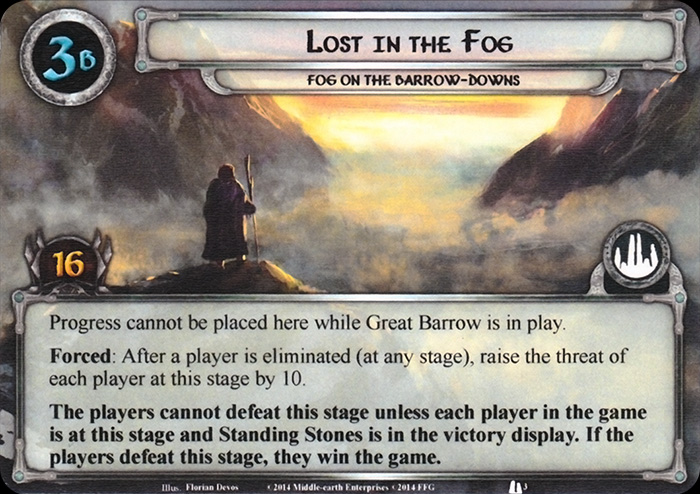 3B
LOST IN THE FOG
FOG ON THE BARROW-DOWNS
16
Progress cannot be placed here while Great Barrow is in play.
Forced: After a player is eliminated (at any stage), raise the threat of
each player at this stage by 10.
The players cannot defeat this stage unless each player in the game
is at this stage and Standing Stones is in the victory display. If the
players defeat this stage, they win the game.
Illus. Florian Devos ©2014 Middle-earth Enterprises ©2014 FFG 3